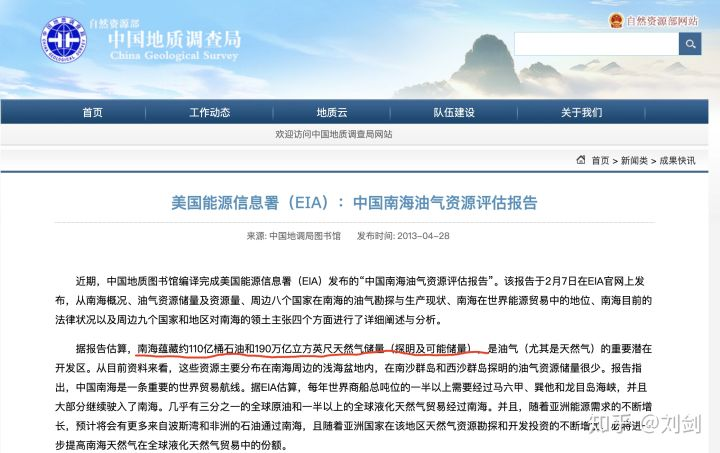 自然资源部
中国地质调查局
China Geological Survey
自然资源部网站
首页 工作动态 地质云 队伍建设 关于我们
欢迎访问中国地质调查局网站
首页 > 新闻类 > 成果快讯
美国能源信息署（EIA）：中国南海油气资源评估报告
来源: 中国地调局图书馆 发布时间: 2013-04-28
近期，中国地质图书馆编译完成美国能源信息署（EIA）发布的“中国南海油气资源评估报告”。该报告于2月7日在EIA官网上发
布，从南海概况、油气资源储量及资源量、周边八个国家在南海的油气勘探与生产现状、南海在世界能源贸易中的地位、南海目前的
法律状况以及周边九个国家和地区对南海的领土主张四个方面进行了详细阐述与分析。
据报告估算，南海蕴藏约110亿桶石油和190万亿立方英尺天然气储量（探明及可能储量），是油气（尤其是天然气）的重要潜在
开发区。从目前资料来看，这些资源主要分布在南海周边的浅海盆地内，在南沙群岛和西沙群岛探明的油气资源储量很少。报告指
出，中国南海是一条重要的世界贸易航线。据EIA估算，每年世界商船总吨位的一半以上需要经过马六甲、巽他和龙目岛海峡，并且
大部分继续驶入了南海。几乎有三分之一的全球原油和一半以上的全球液化天然气贸易经过南海。并且，随着亚洲能源需求的不断增
长，预计将会有更多来自波斯湾和非洲的石油通过南海，且随着亚洲国家在该地区天然气资源勘探和开发投资的不断增大，必将进一
步提高南海天然气在全球液化天然气贸易中的份额。
知乎 @刘剑